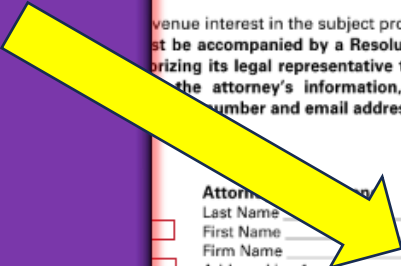 venue interest in the subject pro
st be accompanied by a Resolu
rizing its legal representative
the attorney's information,
umber and email addres
Attorn
Last Name
First Name
Firm Name